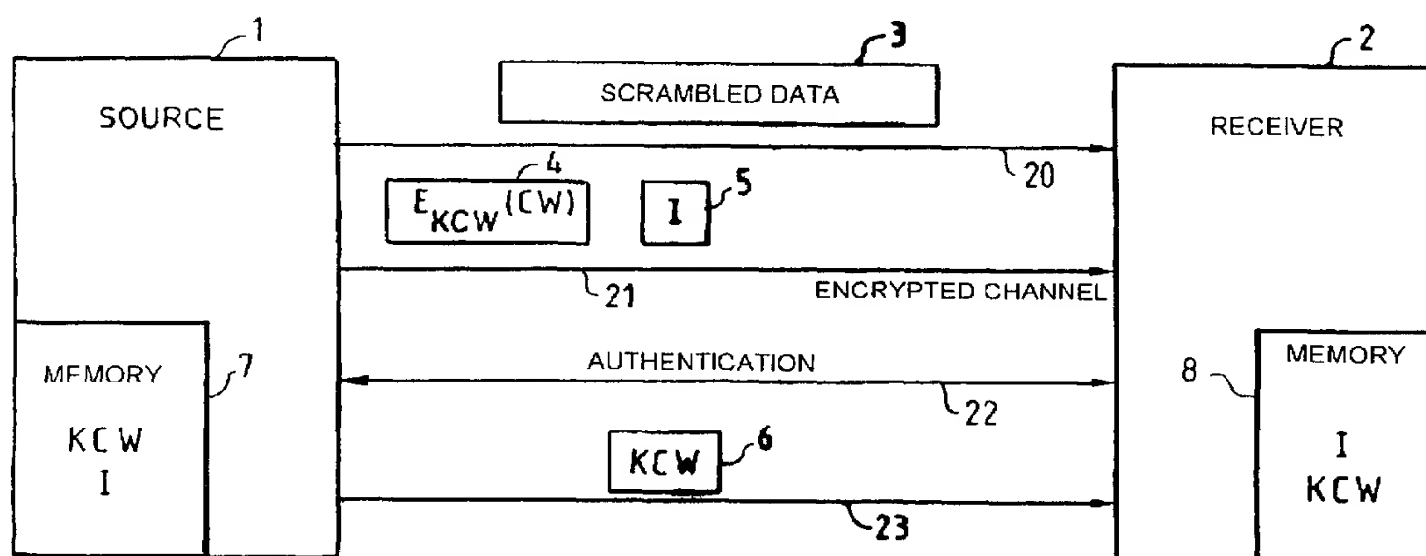 1
3
2
SOURCE
SCRAMBLED DATA
RECEIVER
20
4
E_KCW(CW)
5
I
21
ENCRYPTED CHANNEL
MEMORY
KCW
I
7
AUTHENTICATION
22
8
MEMORY
I
KCW
6
KCW
23